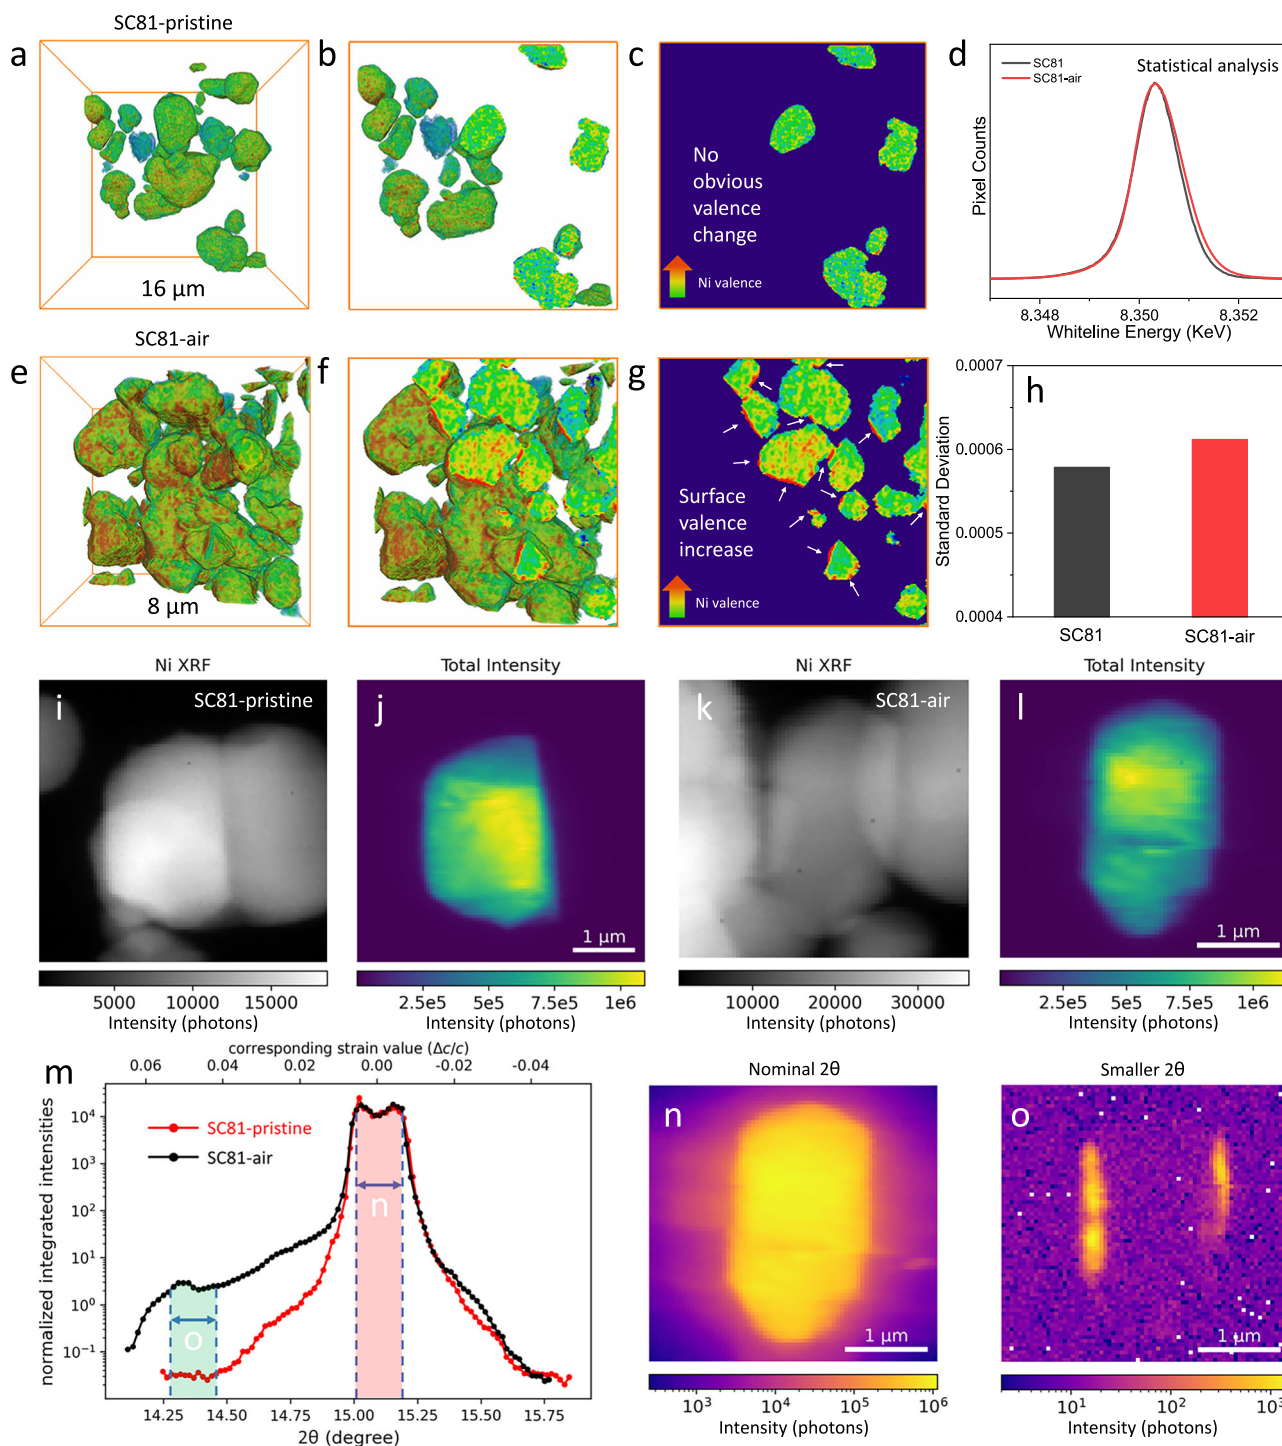 SC81-pristine
a
b
c
d
16 µm
No
obvious
valence
change
Ni valence
SC81
SC81-air
Statistical analysis
Pixel Counts
8.348
8.350
8.352
Whiteline Energy (KeV)
SC81-air
e
f
g
h
8 µm
Surface
valence
increase
Ni valence
Standard Deviation
0.0007
0.0006
0.0005
0.0004
SC81
SC81-air
Ni XRF
Total Intensity
Ni XRF
Total Intensity
i
SC81-pristine
j
k
SC81-air
l
1 µm
1 µm
5000
10000
15000
Intensity (photons)
2.5e5
5e5
7.5e5
1e6
Intensity (photons)
10000
20000
30000
Intensity (photons)
2.5e5
5e5
7.5e5
1e6
Intensity (photons)
m
corresponding strain value (Δc/c)
0.06
0.04
0.02
0.00
-0.02
-0.04
SC81-pristine
SC81-air
n
o
normalized integrated intensities
10⁴
10³
10²
10¹
10⁰
10⁻¹
14.25
14.50
14.75
15.00
15.25
15.50
15.75
2θ (degree)
Nominal 2θ
Smaller 2θ
n
o
1 µm
1 µm
10³
10⁴
10⁵
10⁶
Intensity (photons)
10¹
10²
10³
Intensity (photons)